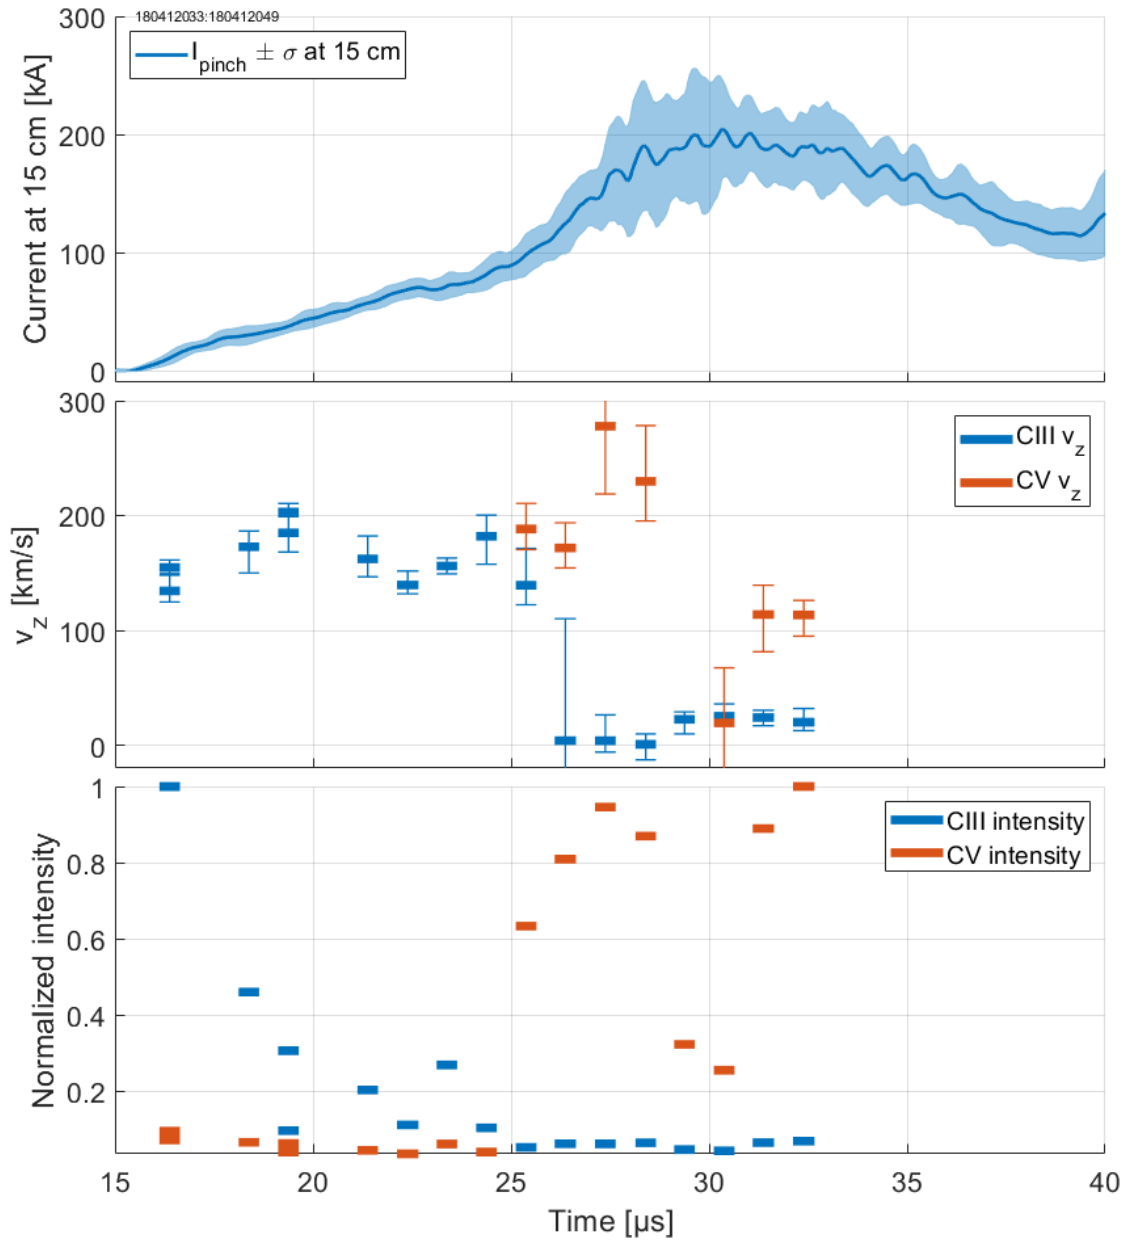 180412033:180412049
300
200
100
0
Current at 15 cm [kA]
I_pinch ± σ at 15 cm
300
200
100
0
v_z [km/s]
CIII v_z
CV v_z
1
0.8
0.6
0.4
0.2
Normalized intensity
CIII intensity
CV intensity
15 20 25 30 35 40
Time [µs]